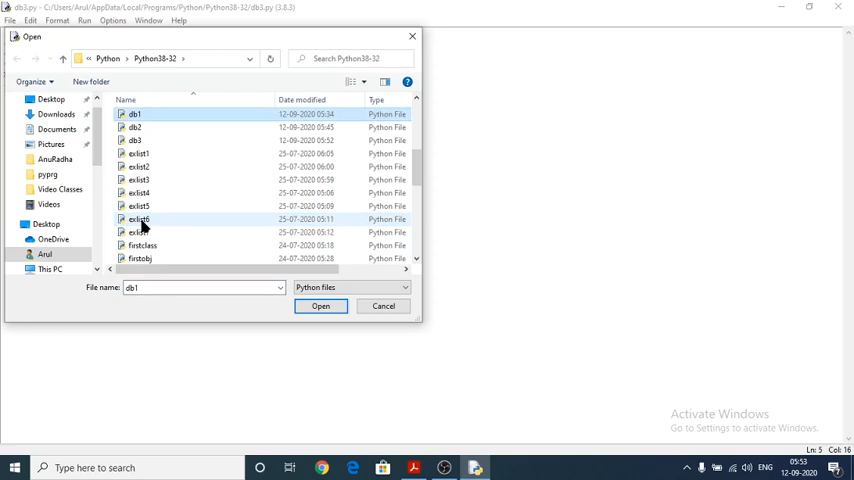 db3.py - C:/Users/Arul/AppData/Local/Programs/Python/Python38-32/db3.py (3.8.3)
File Edit Format Run Options Window Help
Open
« Python › Python38-32 ›
Search Python38-32
Organize New folder
Name Date modified Type
Desktop
Downloads
Documents
Pictures
AnuRadha
pyprg
Video Classes
Videos
Desktop
OneDrive
Arul
This PC
db1 12-09-2020 05:34 Python File
db2 12-09-2020 05:45 Python File
db3 12-09-2020 05:52 Python File
exlist1 25-07-2020 06:05 Python File
exlist2 25-07-2020 06:00 Python File
exlist3 25-07-2020 05:59 Python File
exlist4 25-07-2020 05:06 Python File
exlist5 25-07-2020 05:09 Python File
exlist6 25-07-2020 05:11 Python File
25-07-2020 05:12 Python File
firstclass 24-07-2020 05:18 Python File
firstobj 24-07-2020 05:28 Python File
File name: db1 Python files
Open Cancel
Activate Windows
Go to Settings to activate Windows.
Ln: 5 Col: 16
Type here to search
ENG
05:53
12-09-2020
7